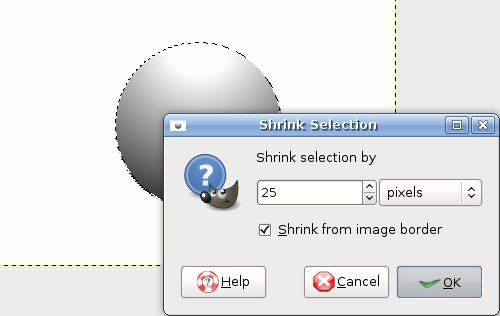 Shrink Selection
Shrink selection by
25 pixels
Shrink from image border
Help Cancel OK